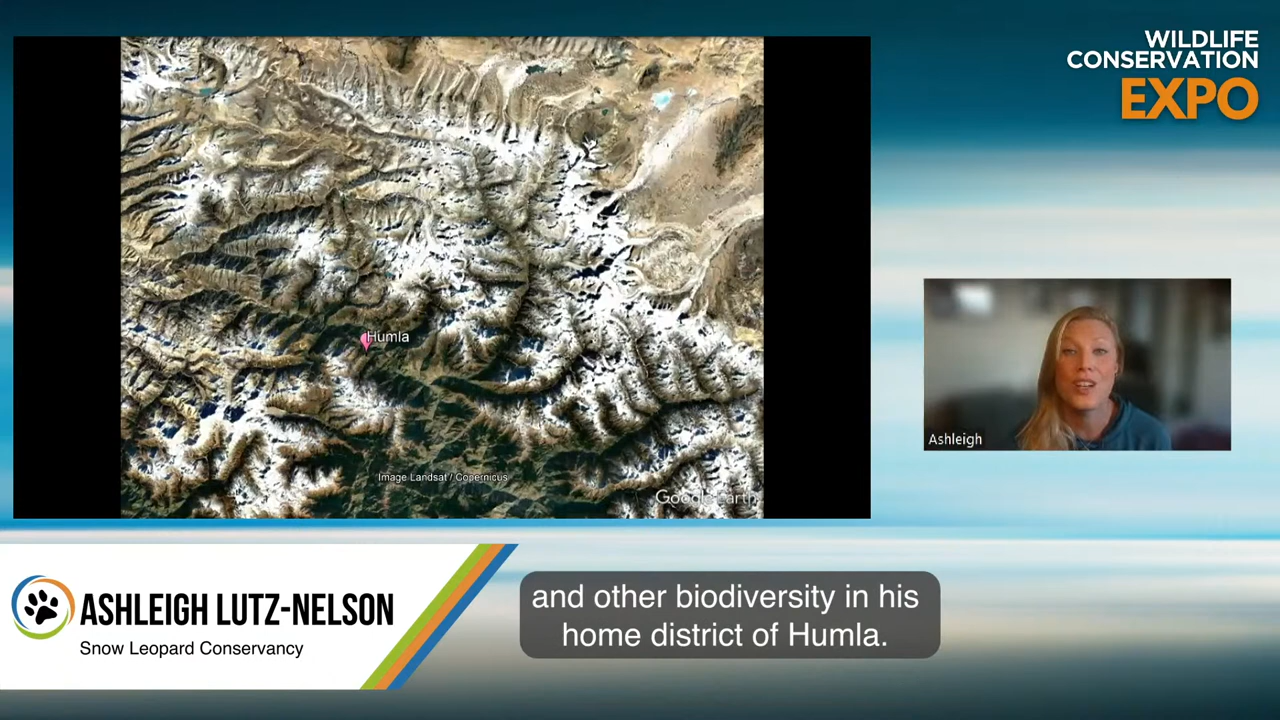 WILDLIFE
CONSERVATION
EXPO
Humla
Image Landsat / Copernicus
Google Earth
Ashleigh
ASHLEIGH LUTZ-NELSON
Snow Leopard Conservancy
and other biodiversity in his
home district of Humla.